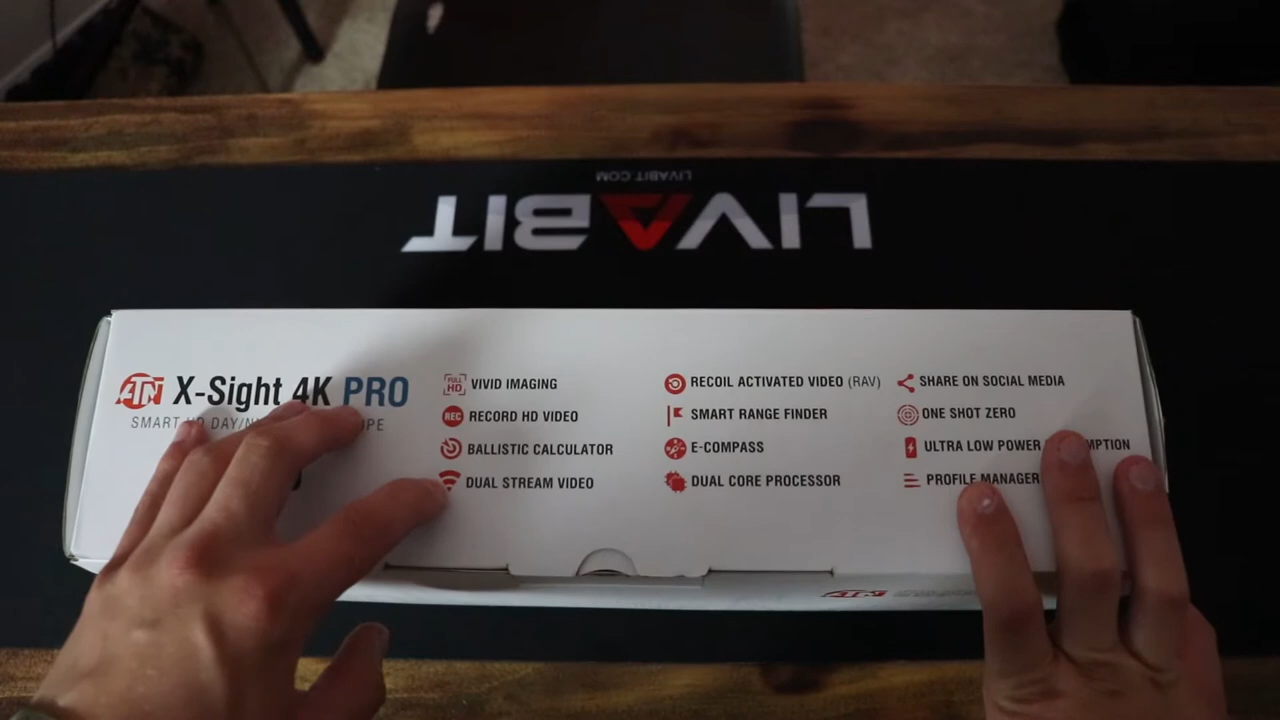 LIVABIT.COM
LIVABIT
ATN X-Sight 4K PRO
SMART HD DAY/N
VIVID IMAGING
RECORD HD VIDEO
BALLISTIC CALCULATOR
DUAL STREAM VIDEO
RECOIL ACTIVATED VIDEO (RAV)
SMART RANGE FINDER
E-COMPASS
DUAL CORE PROCESSOR
SHARE ON SOCIAL MEDIA
ONE SHOT ZERO
ULTRA LOW POWER
PROFILE MANAGER
FULL HD
REC
ATN